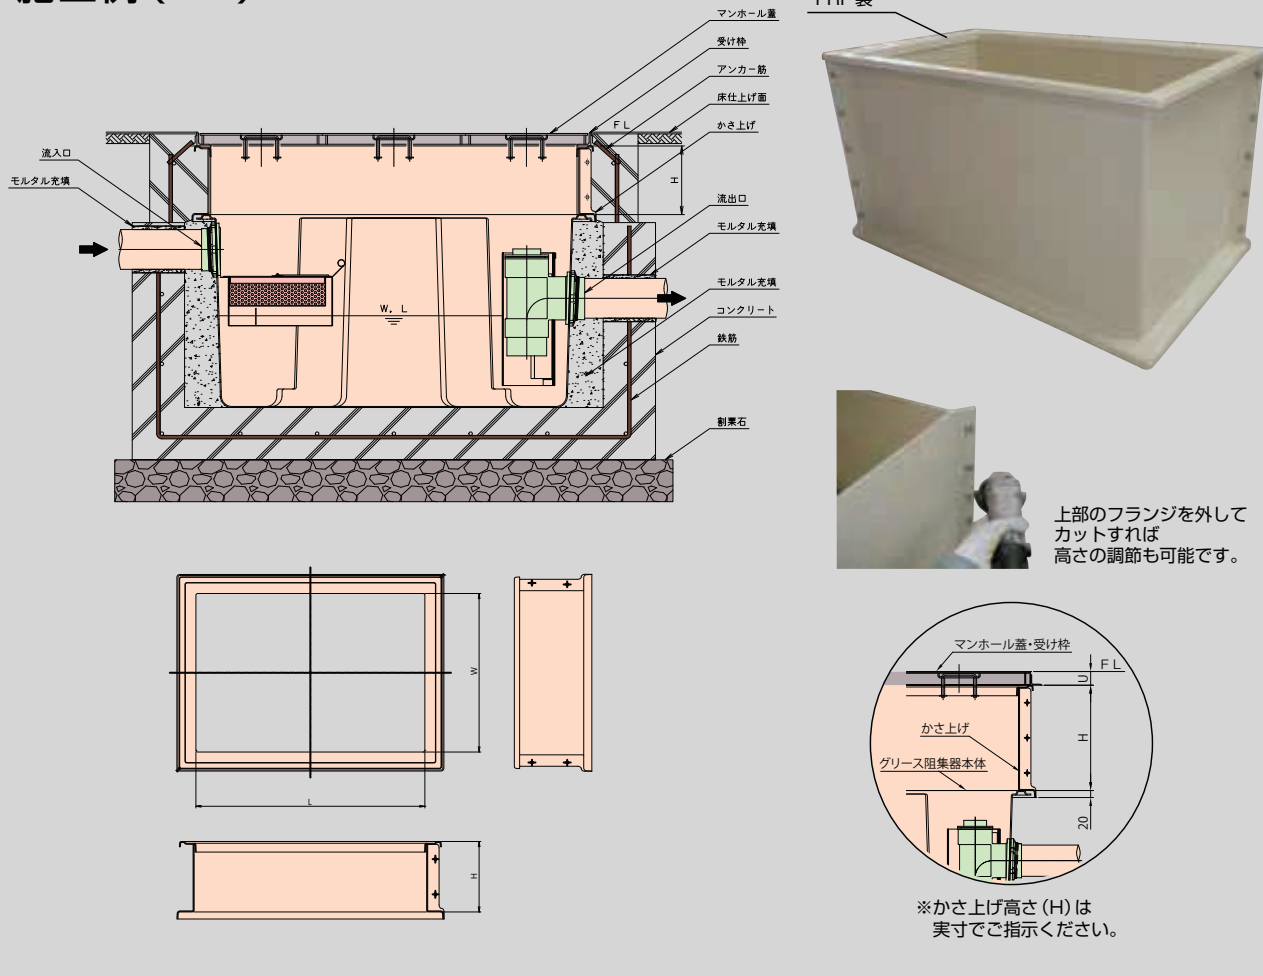 マンホール蓋
受け枠
アンカー筋
床仕上げ面
FL
かさ上げ
流入口
モルタル充填
H
流出口
モルタル充填
モルタル充填
W.L
コンクリート
鉄筋
割栗石
上部のフランジを外して
カットすれば
高さの調節も可能です。
W
L
H
マンホール蓋・受け枠
FL
U
かさ上げ
H
グリース阻集器本体
20
※かさ上げ高さ(H)は
実寸でご指示ください。